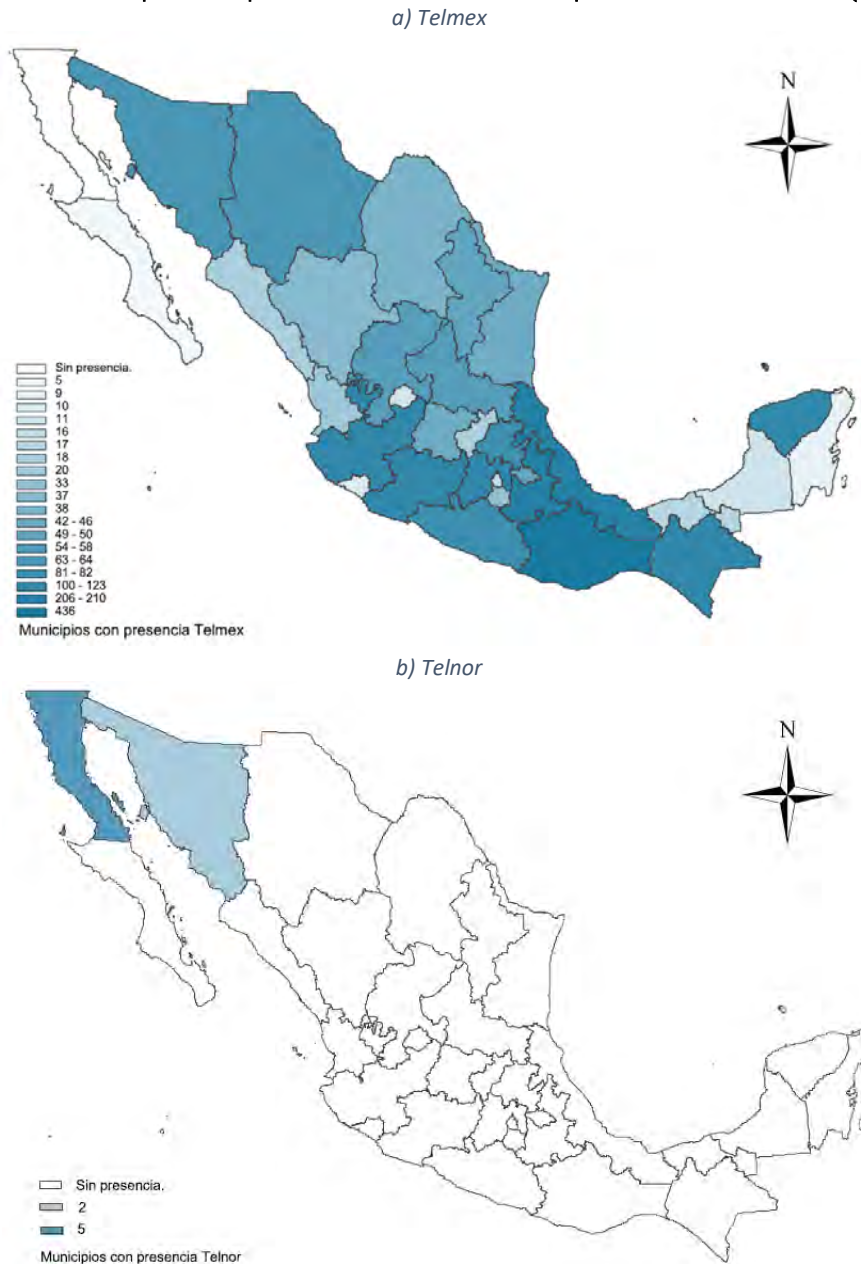 a) Telmex
N
Sin presencia.
5
9
10
11
16
17
18
20
33
37
38
42 - 46
49 - 50
54 - 58
63 - 64
81 - 82
100 - 123
206 - 210
436
Municipios con presencia Telmex
b) Telnor
N
Sin presencia.
2
5
Municipios con presencia Telnor